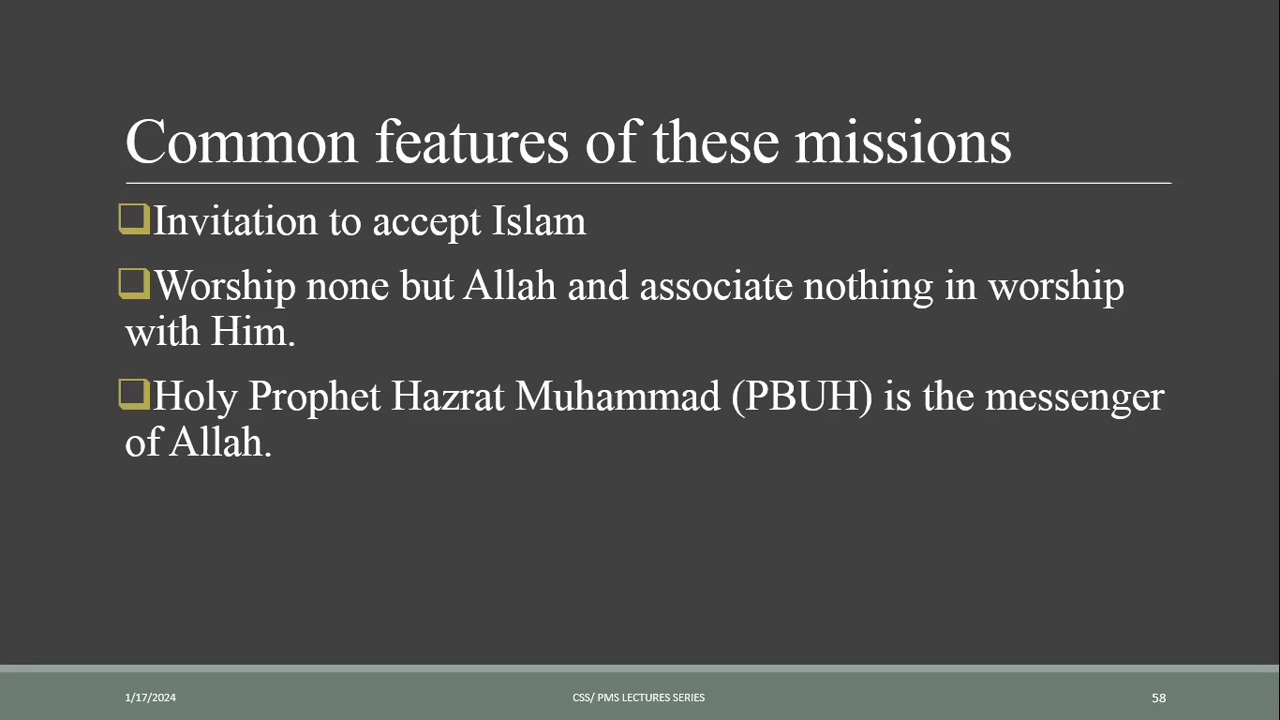 Common features of these missions
❑Invitation to accept Islam
❑Worship none but Allah and associate nothing in worship
with Him.
❑Holy Prophet Hazrat Muhammad (PBUH) is the messenger
of Allah.
1/17/2024
CSS/ PMS LECTURES SERIES
58